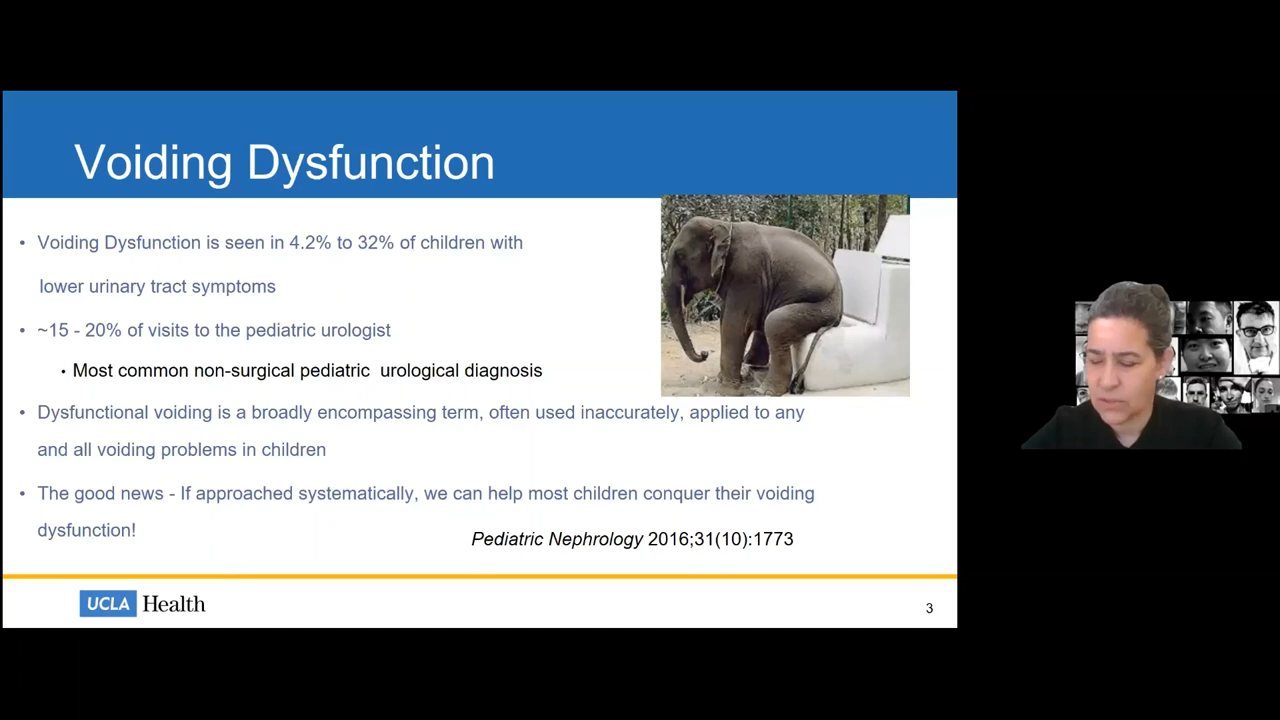 Voiding Dysfunction
• Voiding Dysfunction is seen in 4.2% to 32% of children with
lower urinary tract symptoms
• ~15 - 20% of visits to the pediatric urologist
• Most common non-surgical pediatric urological diagnosis
• Dysfunctional voiding is a broadly encompassing term, often used inaccurately, applied to any
and all voiding problems in children
• The good news - If approached systematically, we can help most children conquer their voiding
dysfunction!
Pediatric Nephrology 2016;31(10):1773
UCLA Health
3